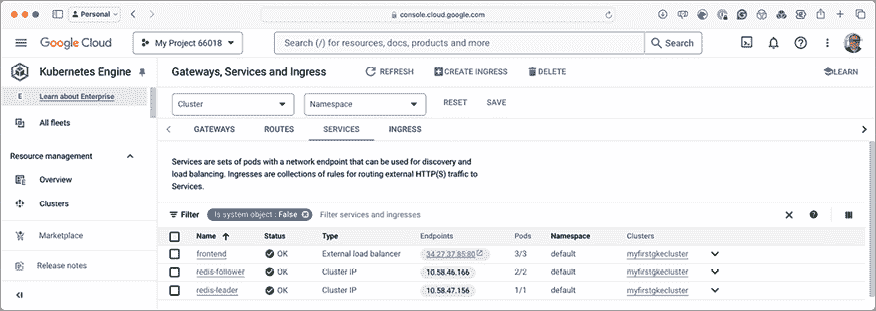 Personal
console.cloud.google.com
Google Cloud
My Project 66018
Search (/) for resources, docs, products and more
Search
Kubernetes Engine
Gateways, Services and Ingress
REFRESH
CREATE INGRESS
DELETE
LEARN
E
Learn about Enterprise
All fleets
Cluster
Namespace
RESET
SAVE
GATEWAYS
ROUTES
SERVICES
INGRESS
Resource management
Overview
Clusters
Marketplace
Release notes
Services are sets of pods with a network endpoint that can be used for discovery and
load balancing. Ingresses are collections of rules for routing external HTTP(S) traffic to
Services.
Filter
Is system object : False
Filter services and ingresses
Name Status Type Endpoints Pods Namespace Clusters
frontend OK External load balancer 34:27.37.85:80 3/3 default myfirstgkecluster
redis-follower OK Cluster IP 10.58.46.166 2/2 default myfirstgkecluster
redis-leader OK Cluster IP 10.58.47.156 1/1 default myfirstgkecluster